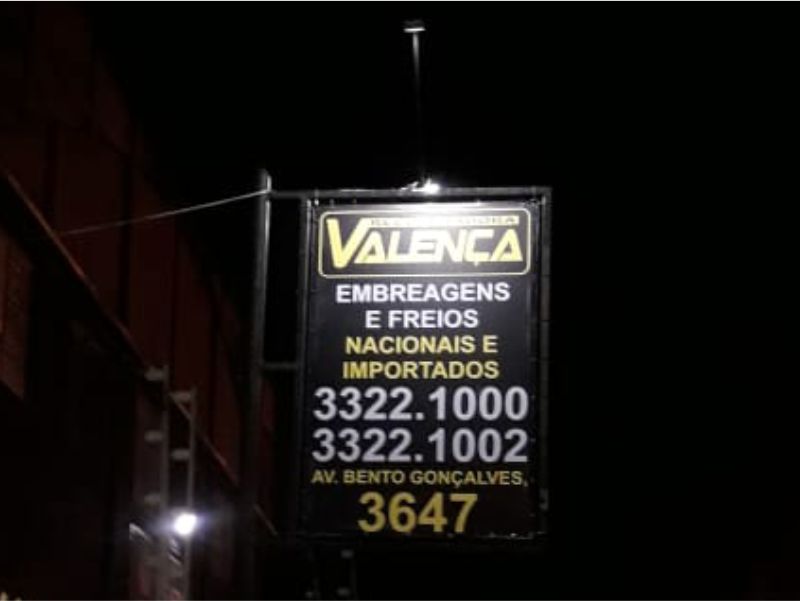 VALENÇA
EMBREAGENS
E FREIOS
NACIONAIS E
IMPORTADOS
3322.1000
3322.1002
AV. BENTO GONÇALVES,
3647